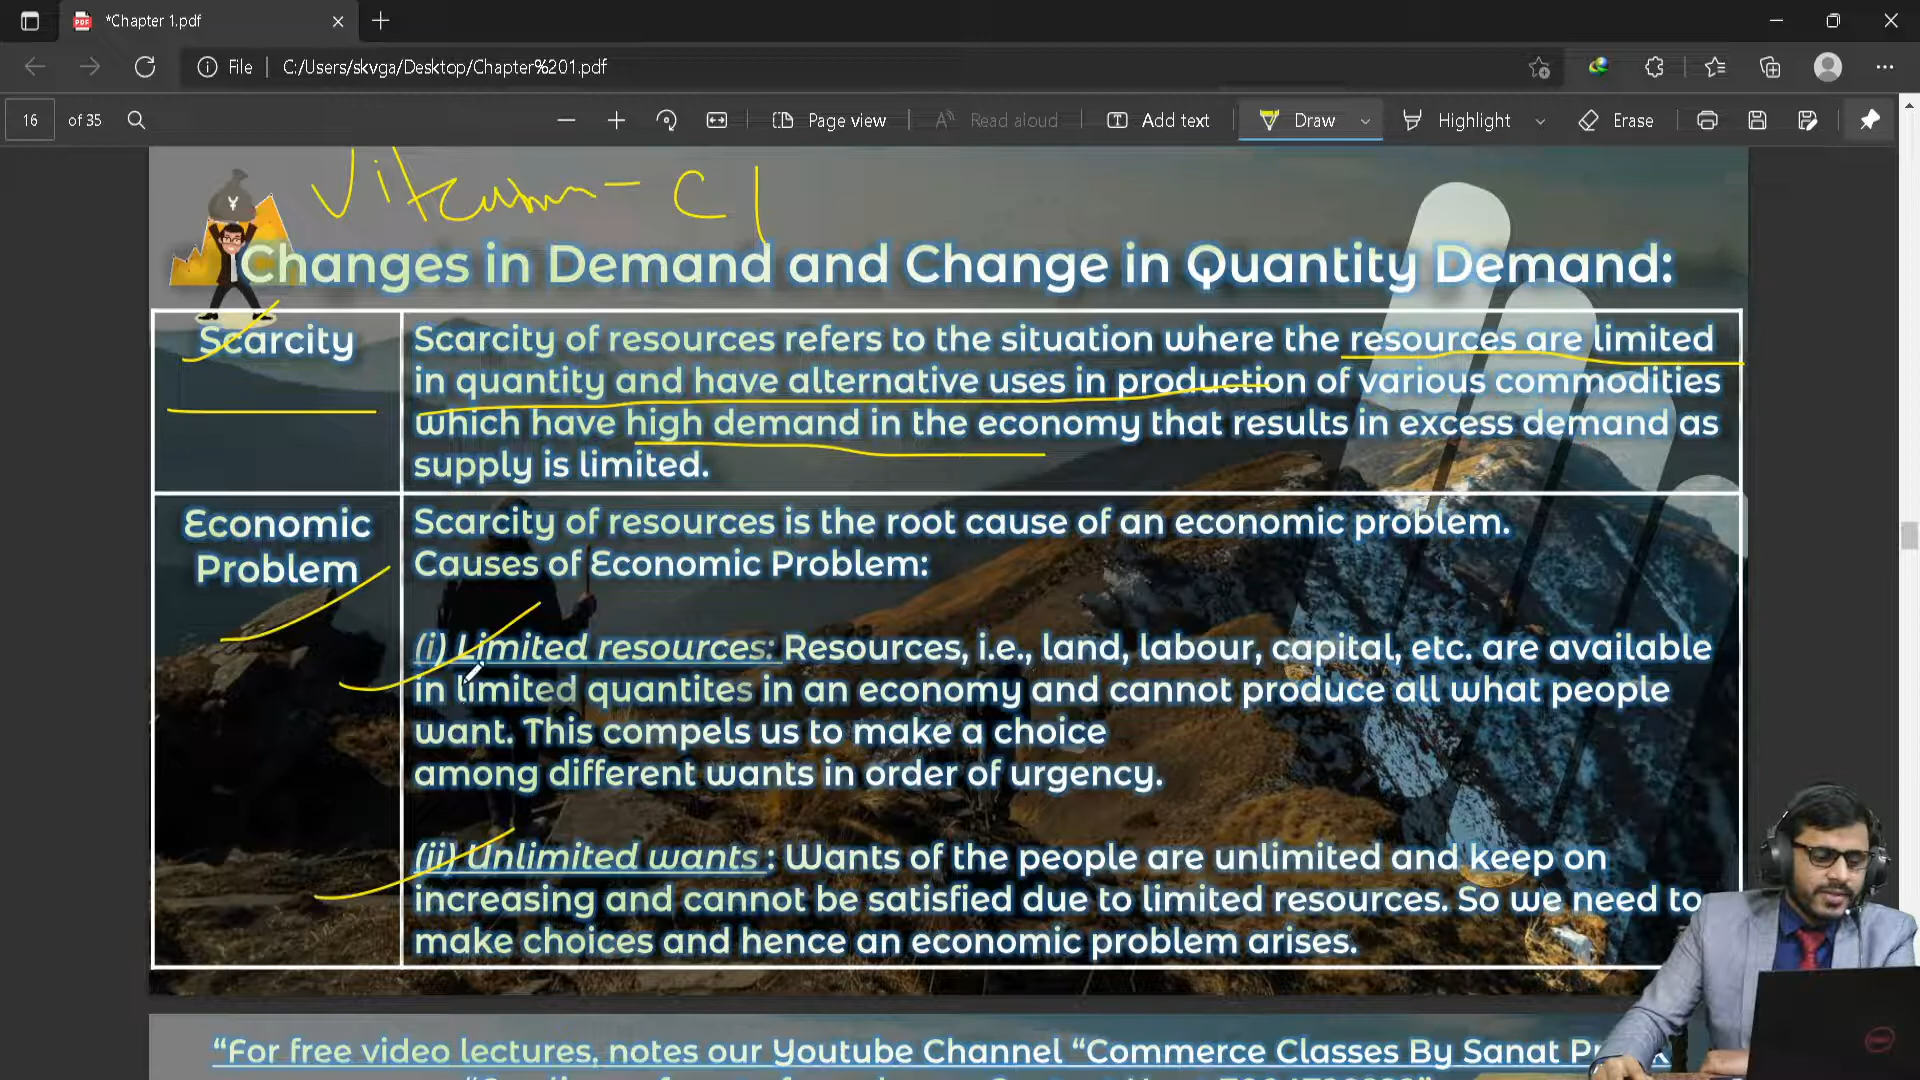 *Chapter 1.pdf
File
C:/Users/skvga/Desktop/Chapter%201.pdf
16 of 35
Page view
Read aloud
Add text
Draw
Highlight
Erase
Changes in Demand and Change in Quantity Demand:
Scarcity
Scarcity of resources refers to the situation where the resources are limited
in quantity and have alternative uses in production of various commodities
which have high demand in the economy that results in excess demand as
supply is limited.
Economic
Problem
Scarcity of resources is the root cause of an economic problem.
Causes of Economic Problem:
(i) Limited resources: Resources, i.e., land, labour, capital, etc. are available
in limited quantites in an economy and cannot produce all what people
want. This compels us to make a choice
among different wants in order of urgency.
(ii) Unlimited wants : Wants of the people are unlimited and keep on
increasing and cannot be satisfied due to limited resources. So we need to
make choices and hence an economic problem arises.
“For free video lectures, notes our Youtube Channel “Commerce Classes By Sanat